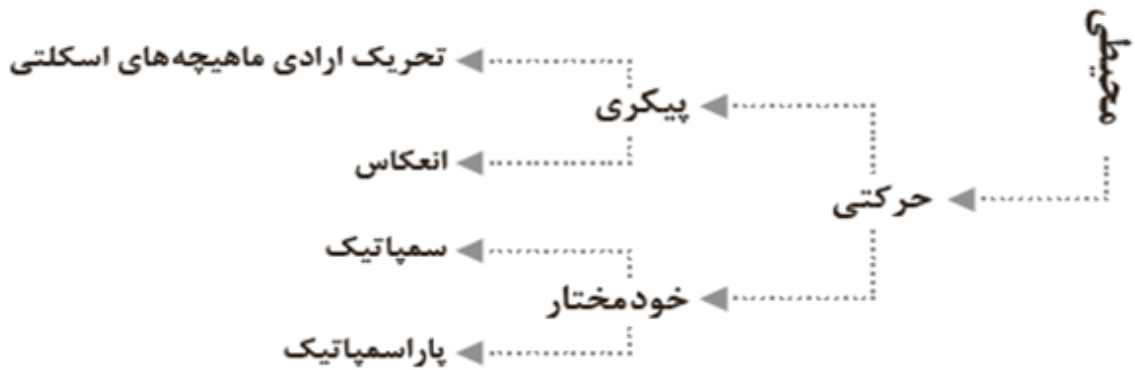 محیطی
حرکتی
پیکری
تحریک ارادی ماهیچه‌های اسکلتی
انعکاس
خودمختار
سمپاتیک
پاراسمپاتیک